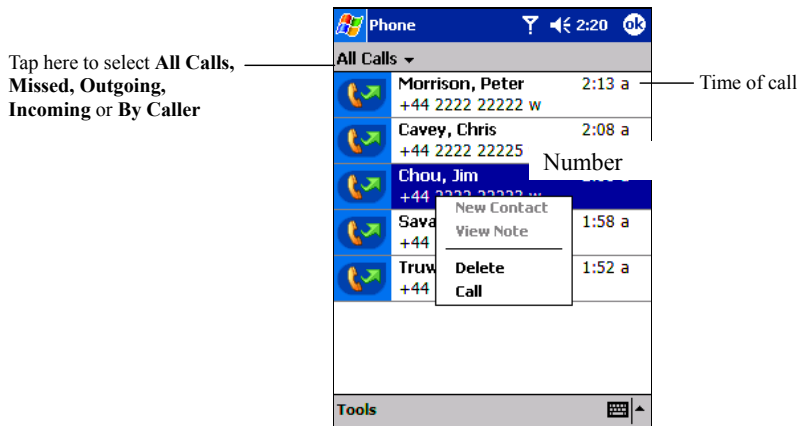 Phone 2:20 ok
All Calls
Tap here to select All Calls,
Missed, Outgoing,
Incoming or By Caller
Morrison, Peter 2:13 a
+44 2222 22222 w
Time of call
Cavey, Chris 2:08 a
+44 2222 22225
Number
Chou, Jim
+44
New Contact
View Note
Delete
Call
1:58 a
+44
1:52 a
+44
Tools